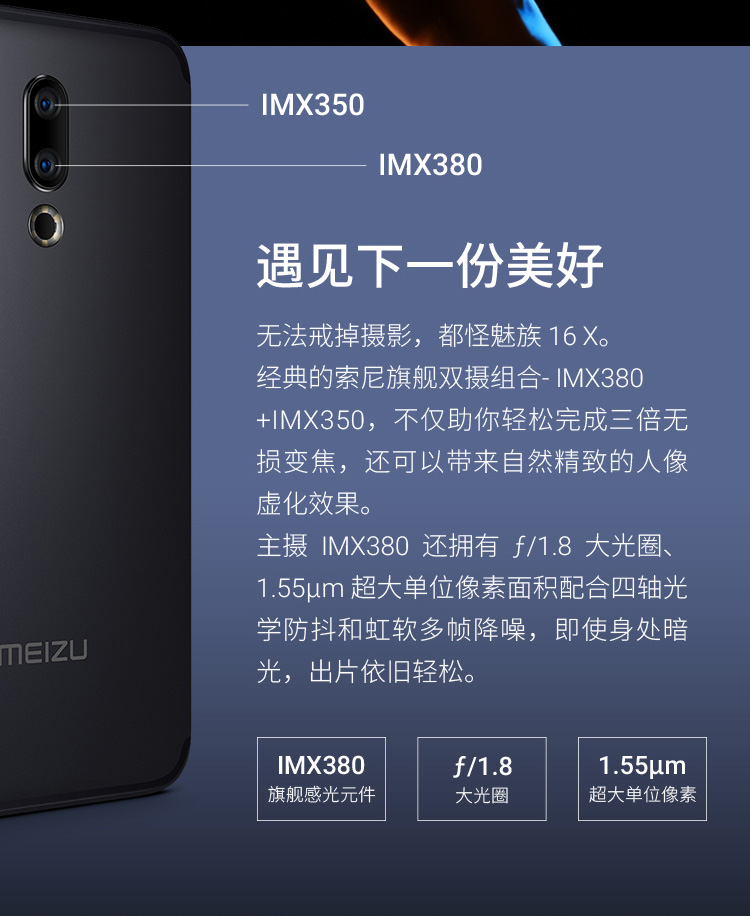 IMX350
IMX380
遇见下一份美好
无法戒掉摄影，都怪魅族 16 X。
经典的索尼旗舰双摄组合- IMX380
+IMX350，不仅助你轻松完成三倍无
损变焦，还可以带来自然精致的人像
虚化效果。
主摄 IMX380 还拥有 ƒ/1.8 大光圈、
1.55μm 超大单位像素面积配合四轴光
学防抖和虹软多帧降噪，即使身处暗
光，出片依旧轻松。
MEIZU
IMX380
旗舰感光元件
ƒ/1.8
大光圈
1.55μm
超大单位像素